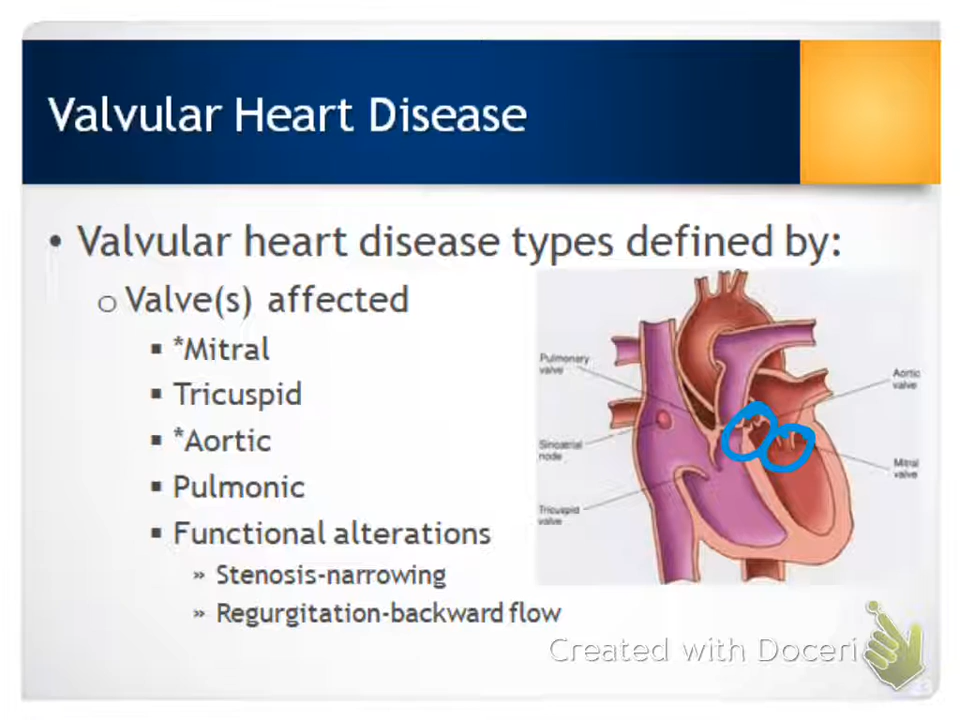 Valvular Heart Disease
• Valvular heart disease types defined by:
o Valve(s) affected
▪ *Mitral
▪ Tricuspid
▪ *Aortic
▪ Pulmonic
▪ Functional alterations
» Stenosis-narrowing
» Regurgitation-backward flow
Pulmonary
valve
Sinoatrial
node
Tricuspid
valve
Aortic
valve
Mitral
valve
Created with Doceri